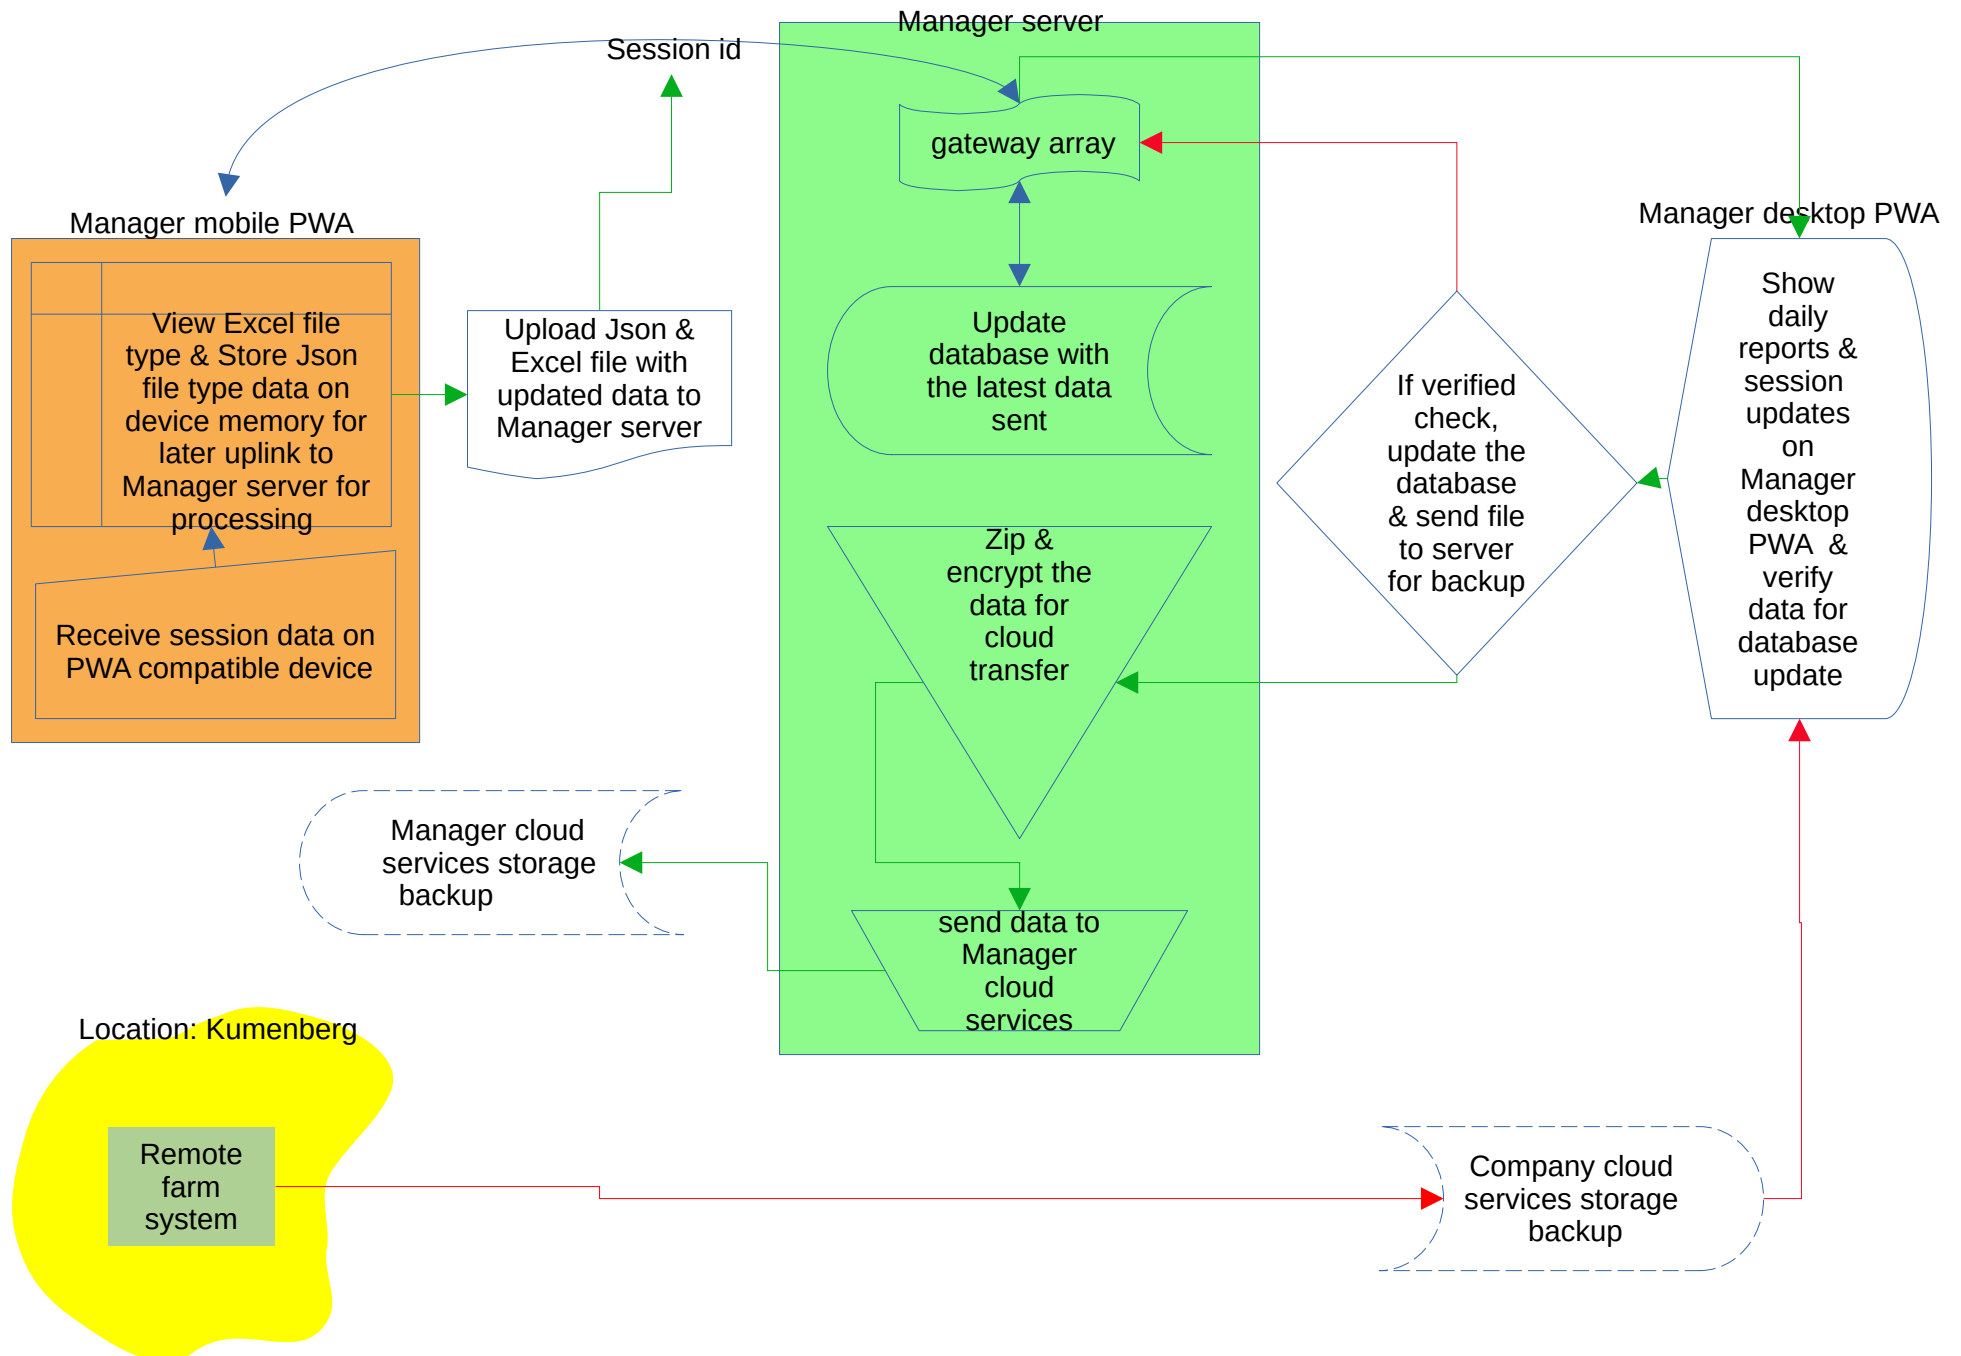 Manager server
Session id
gateway array
Manager mobile PWA
Manager desktop PWA
View Excel file
type & Store Json
file type data on
device memory for
later uplink to
Manager server for
processing
Receive session data on
PWA compatible device
Upload Json &
Excel file with
updated data to
Manager server
Update
database with
the latest data
sent
Zip &
encrypt the
data for
cloud
transfer
If verified
check,
update the
database
& send file
to server
for backup
Show
daily
reports &
session
updates
on
Manager
desktop
PWA &
verify
data for
database
update
Manager cloud
services storage
backup
send data to
Manager
cloud
services
Location: Kumenberg
Remote
farm
system
Company cloud
services storage
backup